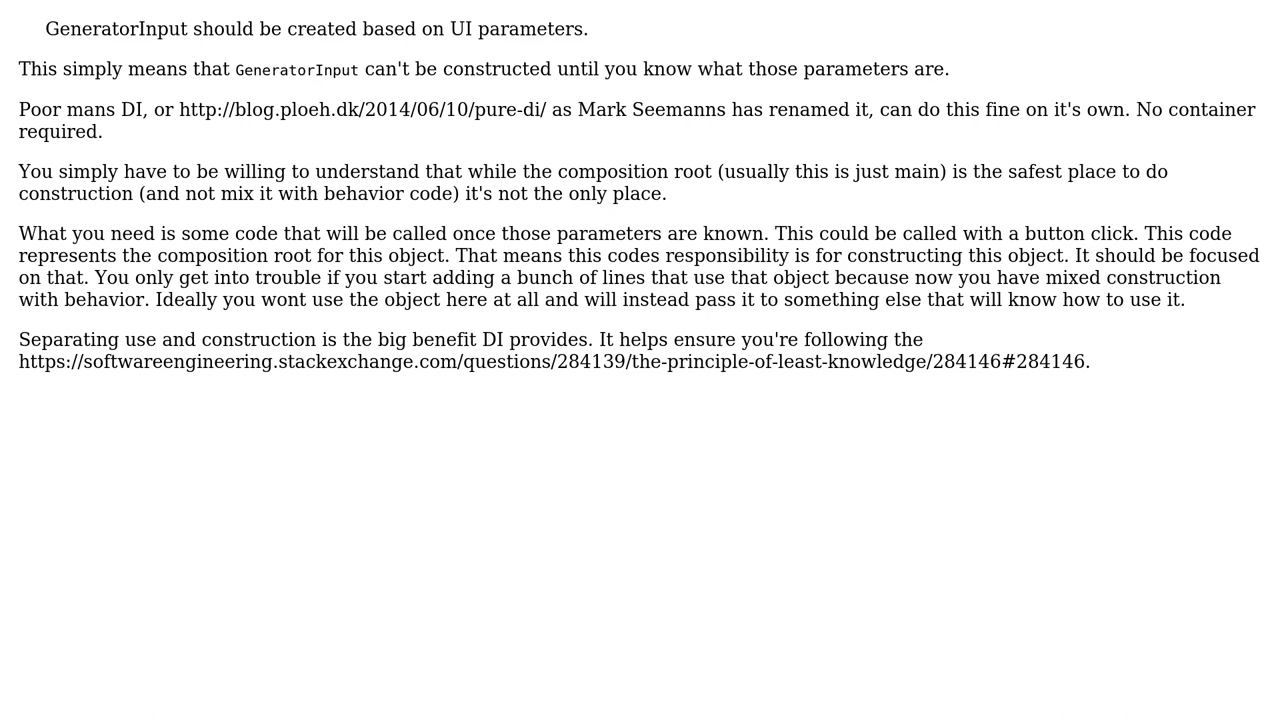 GeneratorInput should be created based on UI parameters.
This simply means that GeneratorInput can't be constructed until you know what those parameters are.
Poor mans DI, or http://blog.ploeh.dk/2014/06/10/pure-di/ as Mark Seemanns has renamed it, can do this fine on it's own. No container
required.
You simply have to be willing to understand that while the composition root (usually this is just main) is the safest place to do
construction (and not mix it with behavior code) it's not the only place.
What you need is some code that will be called once those parameters are known. This could be called with a button click. This code
represents the composition root for this object. That means this codes responsibility is for constructing this object. It should be focused
on that. You only get into trouble if you start adding a bunch of lines that use that object because now you have mixed construction
with behavior. Ideally you wont use the object here at all and will instead pass it to something else that will know how to use it.
Separating use and construction is the big benefit DI provides. It helps ensure you're following the
https://softwareengineering.stackexchange.com/questions/284139/the-principle-of-least-knowledge/284146#284146.